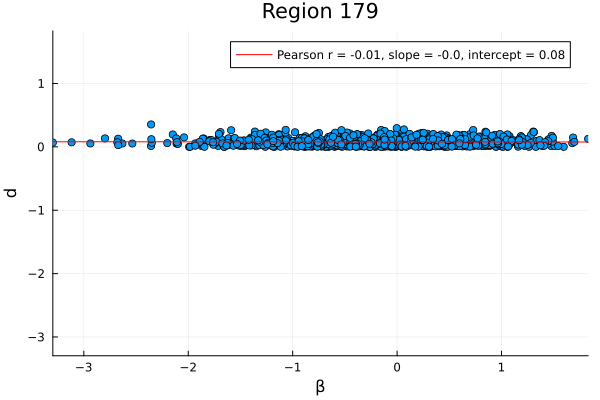 Region 179
Pearson r = -0.01, slope = -0.0, intercept = 0.08
1
0
−1
−2
−3
d
−3
−2
−1
0
1
β